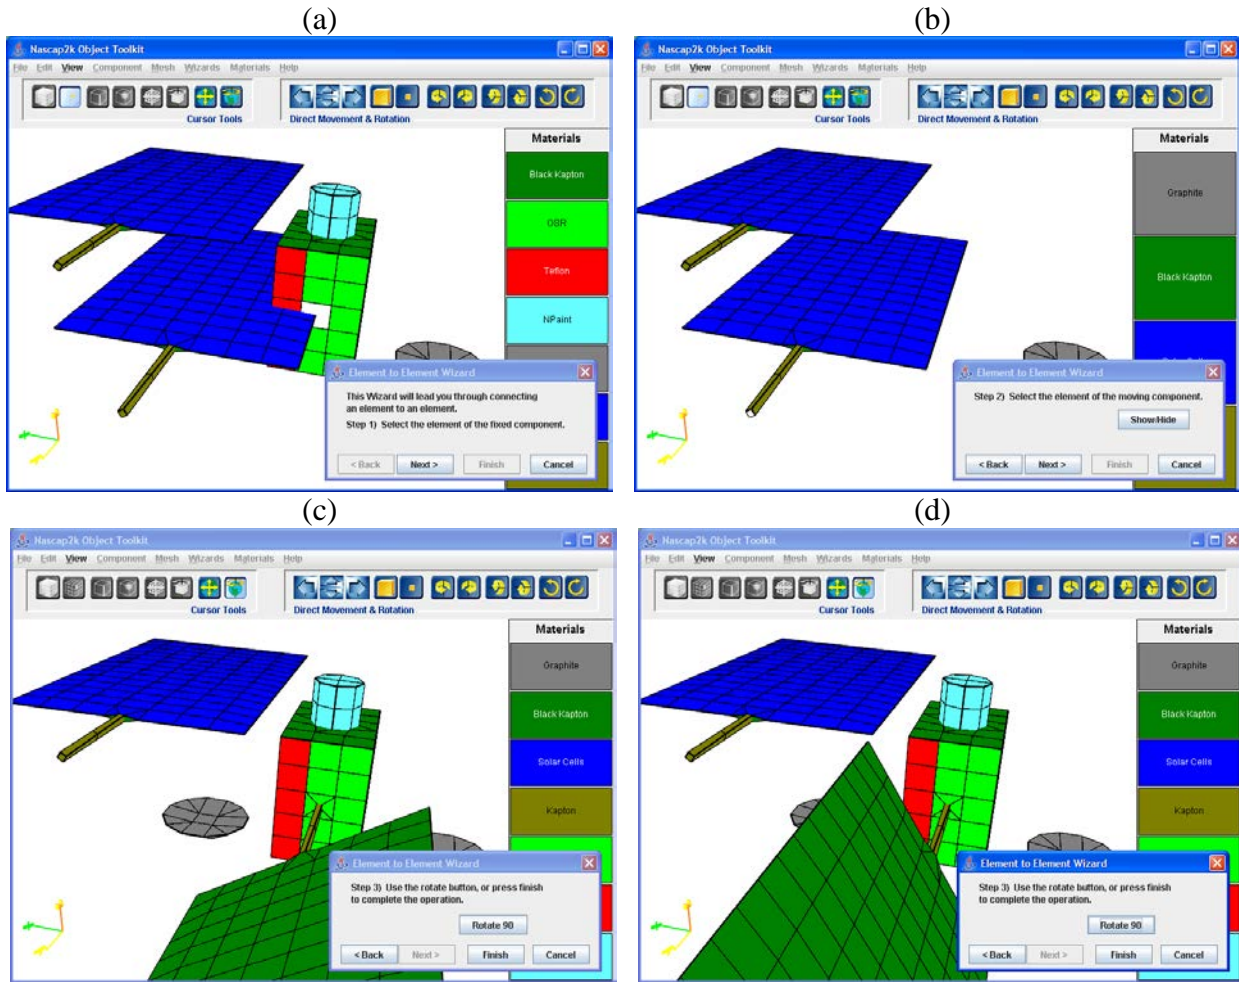 (a)
Nascap2k Object Toolkit
File Edit View Component Mesh Wizards Materials Help
Cursor Tools
Direct Movement & Rotation
Materials
Black Kapton
OSR
Teflon
NPaint
Element to Element Wizard
This Wizard will lead you through connecting
an element to an element.
Step 1) Select the element of the fixed component.
< Back Next > Finish Cancel
(b)
Nascap2k Object Toolkit
File Edit View Component Mesh Wizards Materials Help
Cursor Tools
Direct Movement & Rotation
Materials
Graphite
Black Kapton
Element to Element Wizard
Step 2) Select the element of the moving component.
Show/Hide
< Back Next > Finish Cancel
(c)
Nascap2k Object Toolkit
File Edit View Component Mesh Wizards Materials Help
Cursor Tools
Direct Movement & Rotation
Materials
Graphite
Black Kapton
Solar Cells
Kapton
Element to Element Wizard
Step 3) Use the rotate button, or press finish
to complete the operation.
Rotate 90
< Back Next > Finish Cancel
(d)
Nascap2k Object Toolkit
File Edit View Component Mesh Wizards Materials Help
Cursor Tools
Direct Movement & Rotation
Materials
Graphite
Black Kapton
Solar Cells
Kapton
Element to Element Wizard
Step 3) Use the rotate button, or press finish
to complete the operation.
Rotate 90
< Back Next > Finish Cancel